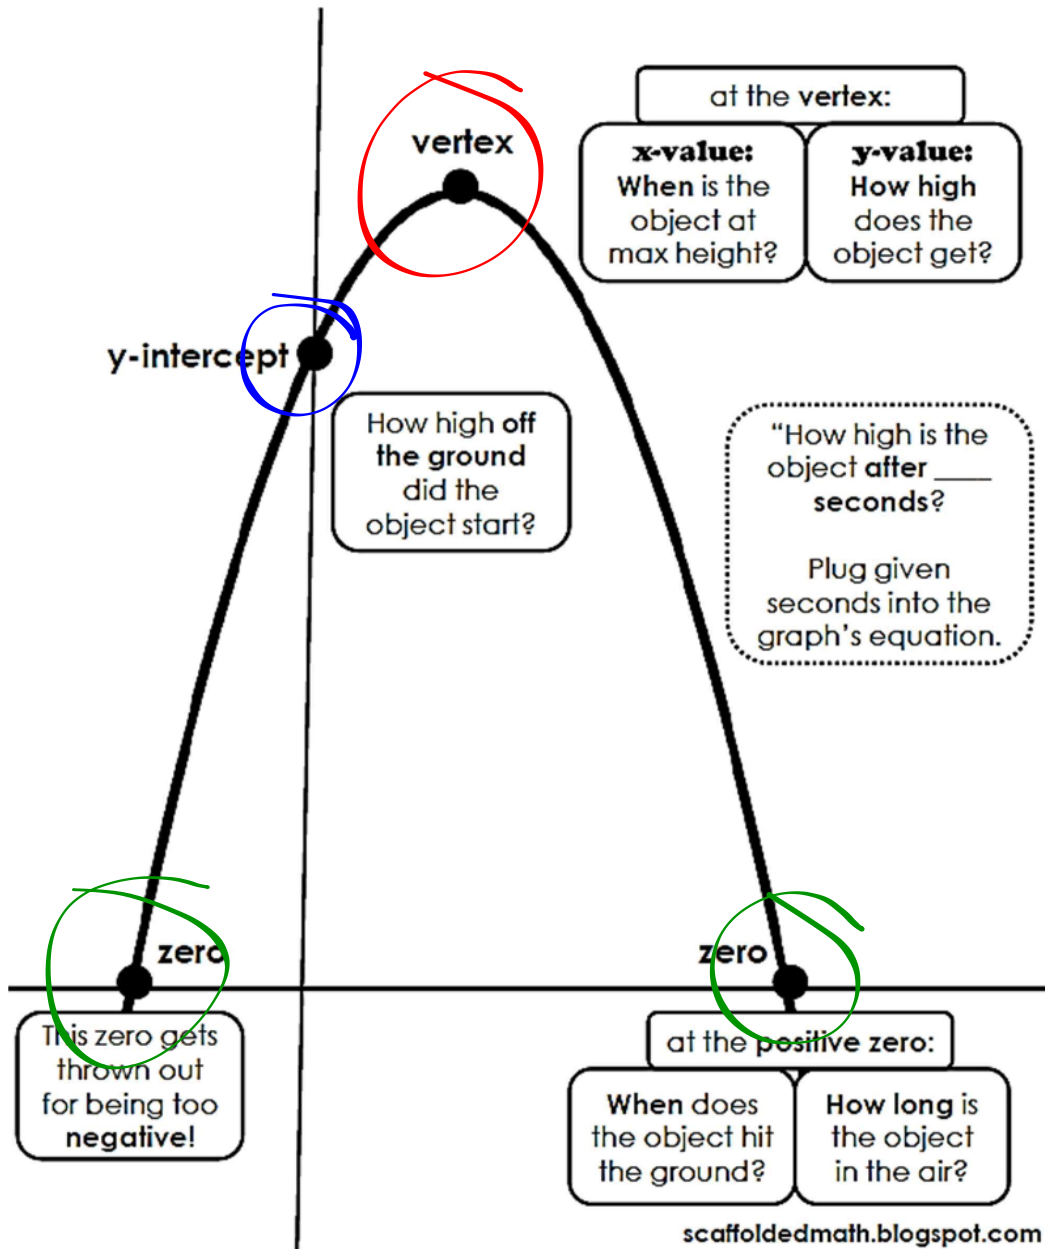 at the vertex:
vertex
x-value:
When is the
object at
max height?
y-value:
How high
does the
object get?
y-intercept
How high off
the ground
did the
object start?
“How high is the
object after ____
seconds?
Plug given
seconds into the
graph’s equation.
zero
zero
This zero gets
thrown out
for being too
negative!
at the positive zero:
When does
the object hit
the ground?
How long is
the object
in the air?
scaffoldedmath.blogspot.com